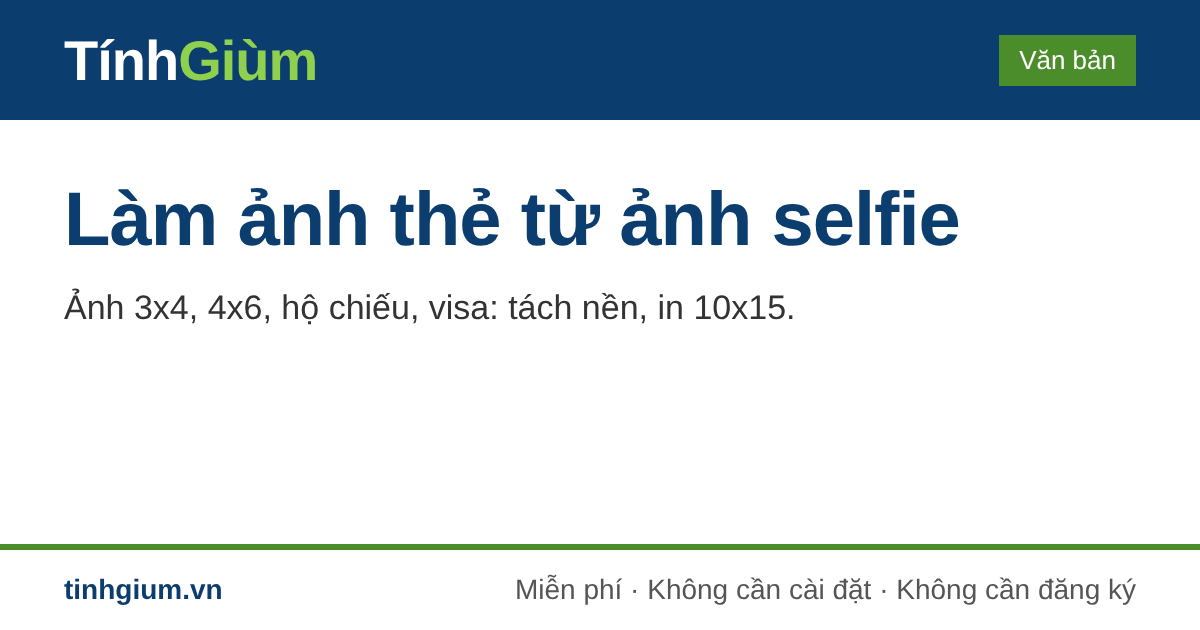 TínhGiùm
Văn bản
Làm ảnh thẻ từ ảnh selfie
Ảnh 3x4, 4x6, hộ chiếu, visa: tách nền, in 10x15.
tinhgium.vn
Miễn phí · Không cần cài đặt · Không cần đăng ký